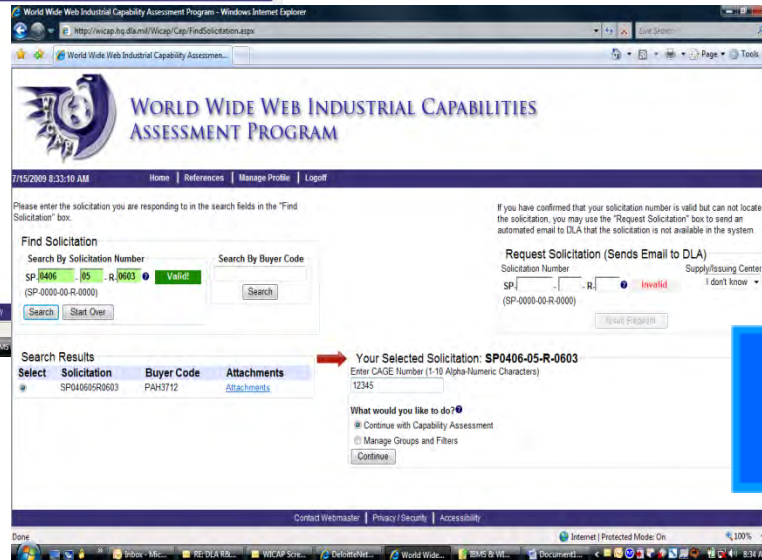 World Wide Web Industrial Capability Assessment Program - Windows Internet Explorer
http://wicap.hq.dla.mil/Wicap/Cap/FindSolicitation.aspx
Live Search
World Wide Web Industrial Capability Assessmen...
Page Tools
WORLD WIDE WEB INDUSTRIAL CAPABILITIES
ASSESSMENT PROGRAM
7/15/2009 8:33:10 AM Home | References | Manage Profile | Logoff
Please enter the solicitation you are responding to in the search fields in the "Find
Solicitation" box.
If you have confirmed that your solicitation number is valid but can not locate
the solicitation, you may use the "Request Solicitation" box to send an
automated email to DLA that the solicitation is not available in the system
Find Solicitation
Search By Solicitation Number
SP- 0406 - 05 - R- 0603 Valid!
(SP-0000-00-R-0000)
Search Start Over
Search By Buyer Code
Search
Request Solicitation (Sends Email to DLA)
Solicitation Number Supply/Issuing Center
SP- - - R- Invalid I don't know
(SP-0000-00-R-0000)
Search Results
Select Solicitation Buyer Code Attachments
SP040605R0603 PAH3712 Attachments
Your Selected Solicitation: SP0406-05-R-0603
Enter CAGE Number (1-10 Alpha-Numeric Characters)
12345
What would you like to do?
Continue with Capability Assessment
Manage Groups and Filters
Continue
Contact Webmaster | Privacy/Security | Accessibility
Done Internet | Protected Mode: On 100%
Inbox - Mic... RE: DLA R&... WICAP Scre... DeloitteNet... World Wide... IBMS & WI... Document1... 8:34 A